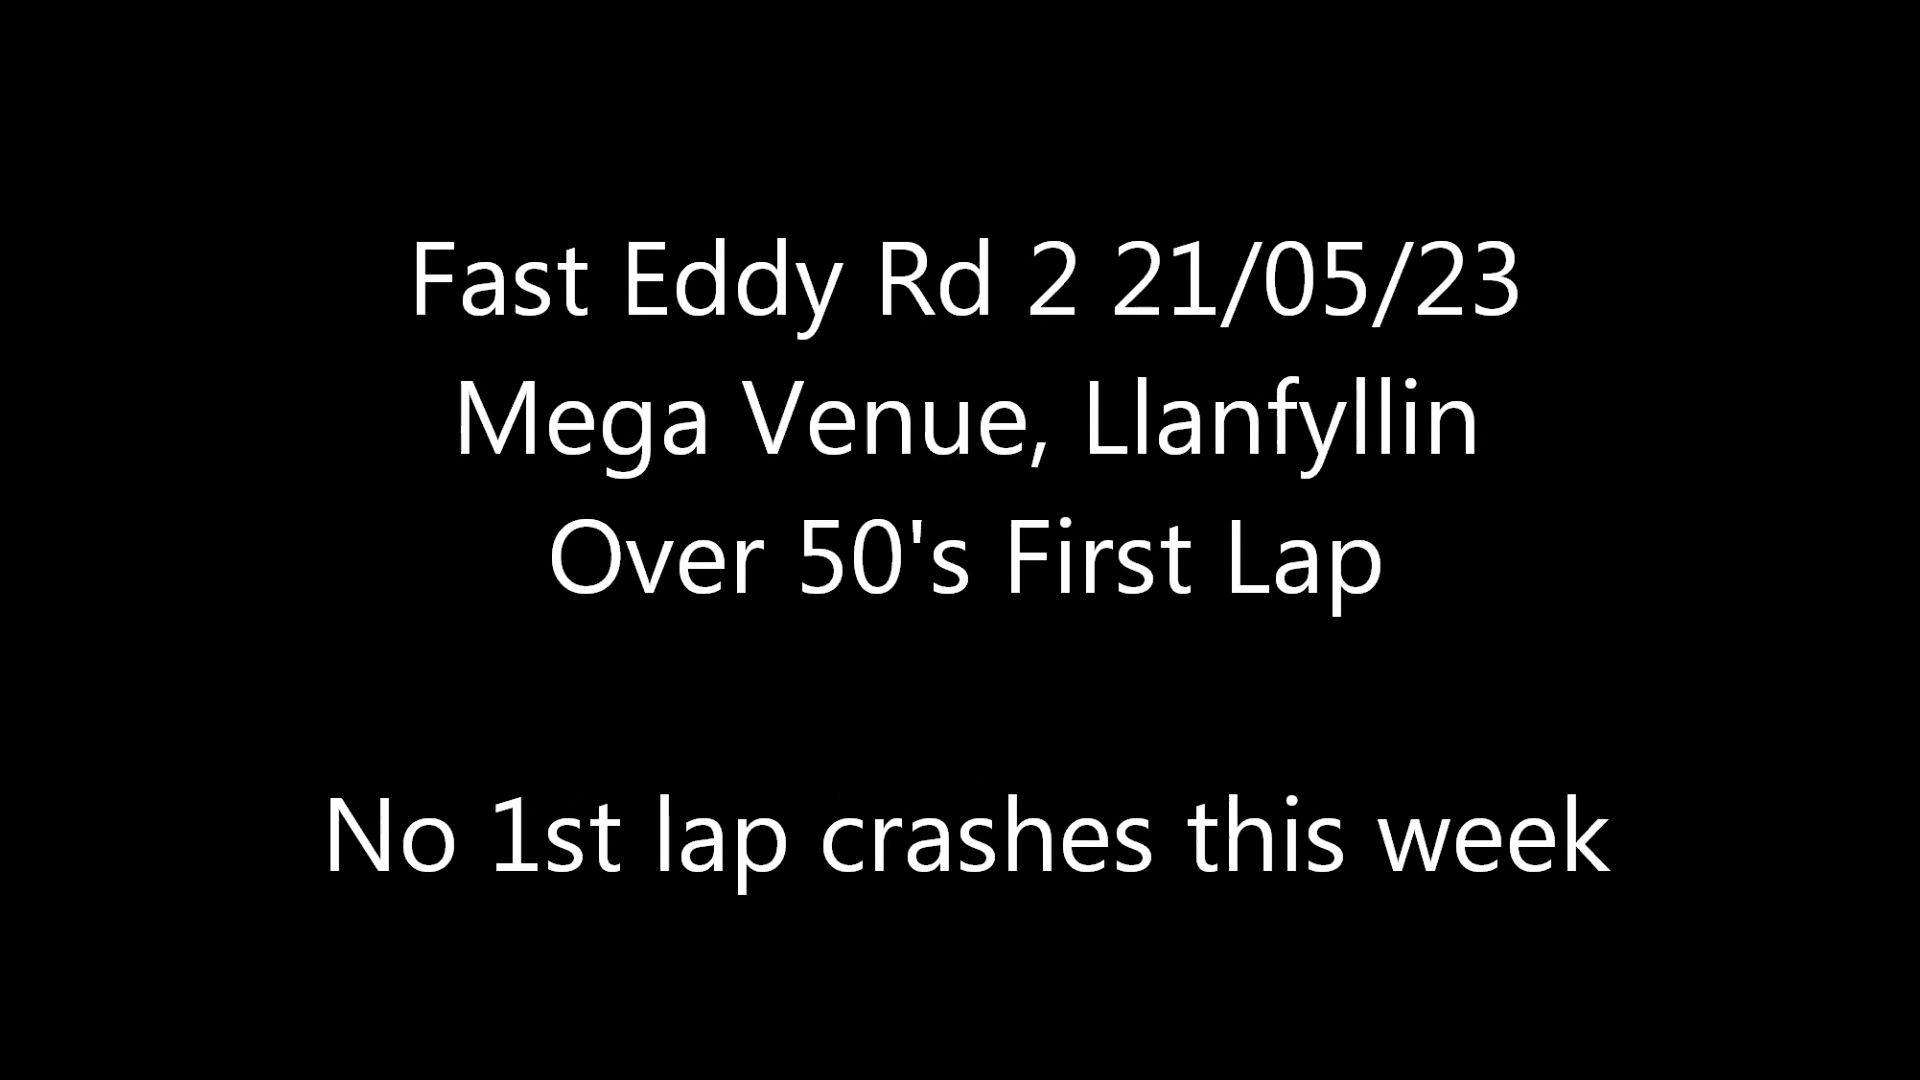 Fast Eddy Rd 2 21/05/23
Mega Venue, Llanfyllin
Over 50's First Lap
No 1st lap crashes this week